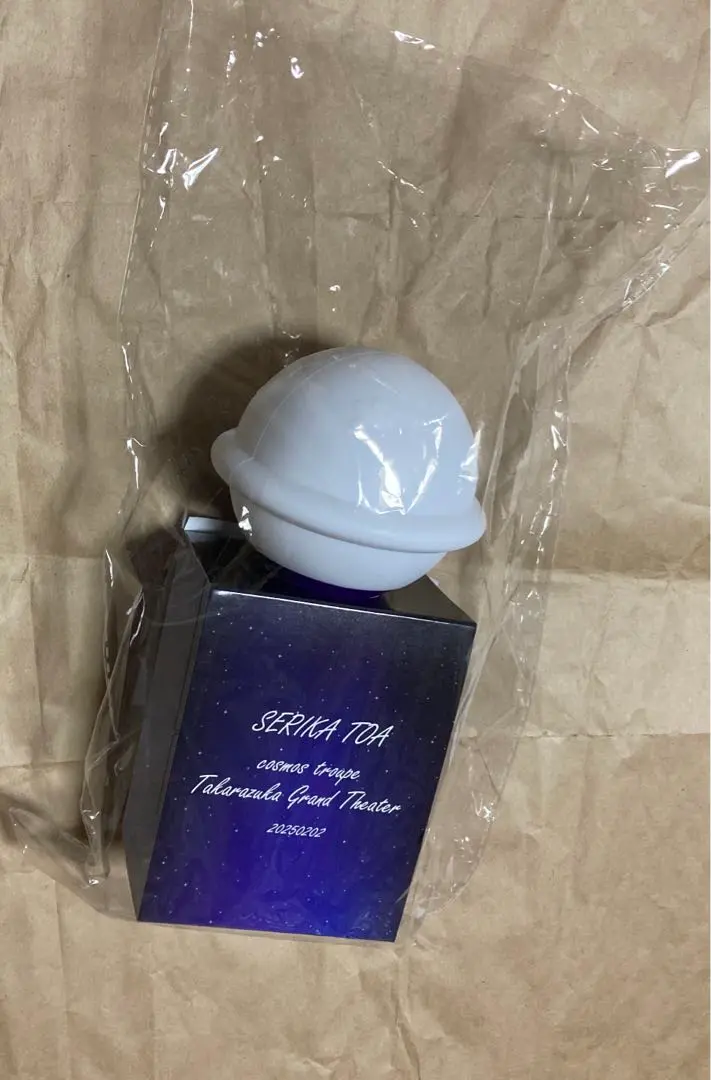 SERIKA TOA
cosmos troupe
Takarazuka Grand Theater
20250202